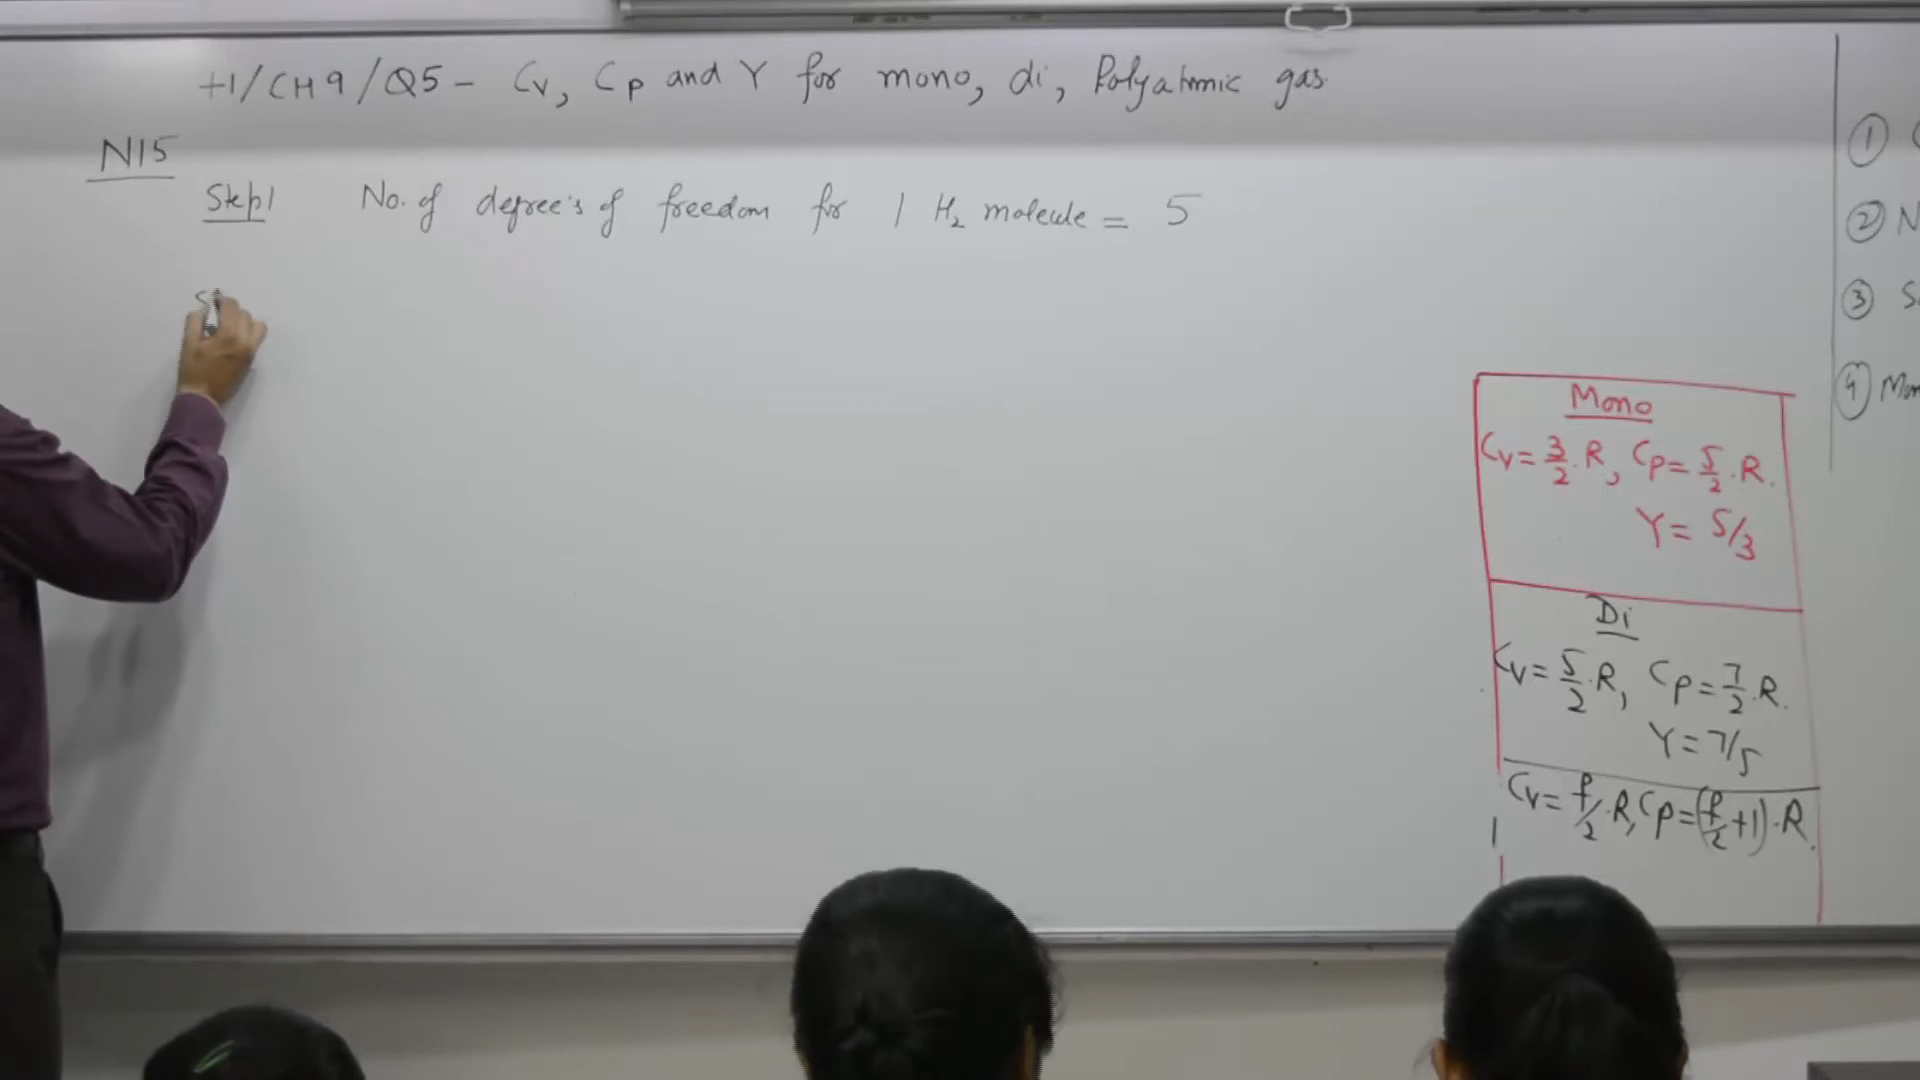 +1/CH9/Q5 - Cv, Cp and γ for mono, di, Polyatomic gas.
N15
Step1 No. of degree's of freedom for 1 H₂ molecule = 5
S
Mono
Cv = 3/2 . R, Cp = 5/2 . R.
γ = 5/3
Di
Cv = 5/2 . R, Cp = 7/2 . R.
γ = 7/5
Cv = f/2 . R, Cp = (f/2 + 1) . R.
①
② N
③ S
④